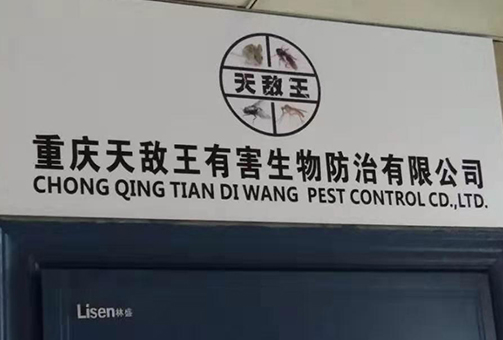 天敌王
重庆天敌王有害生物防治有限公司
CHONG QING TIAN DI WANG PEST CONTROL CD.,LTD.
Lisen林盛